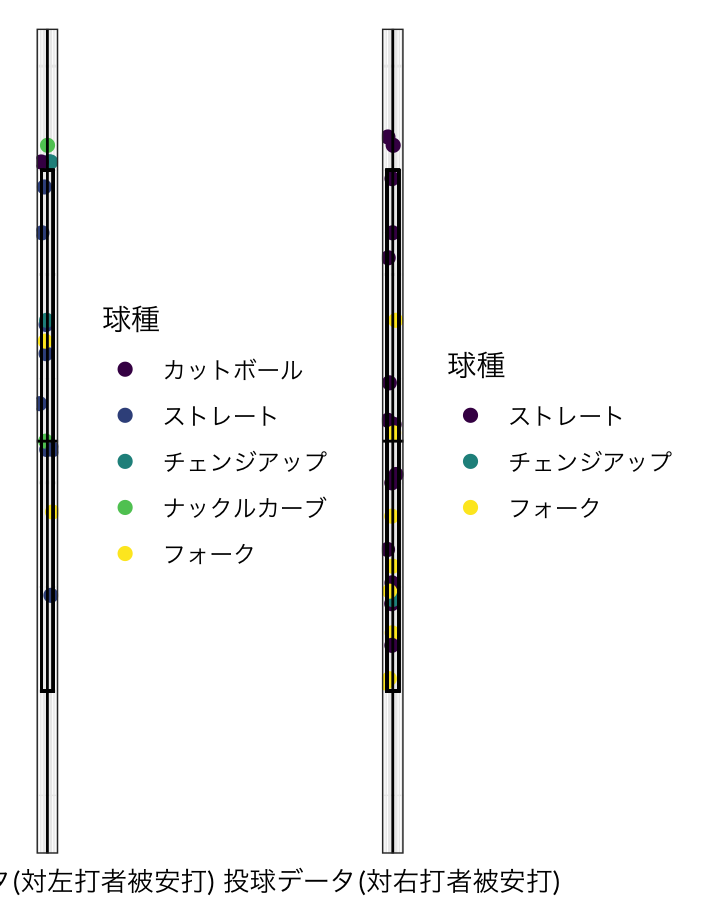 球種
カットボール
ストレート
チェンジアップ
ナックルカーブ
フォーク
球種
ストレート
チェンジアップ
フォーク
(対左打者被安打) 投球データ(対右打者被安打)